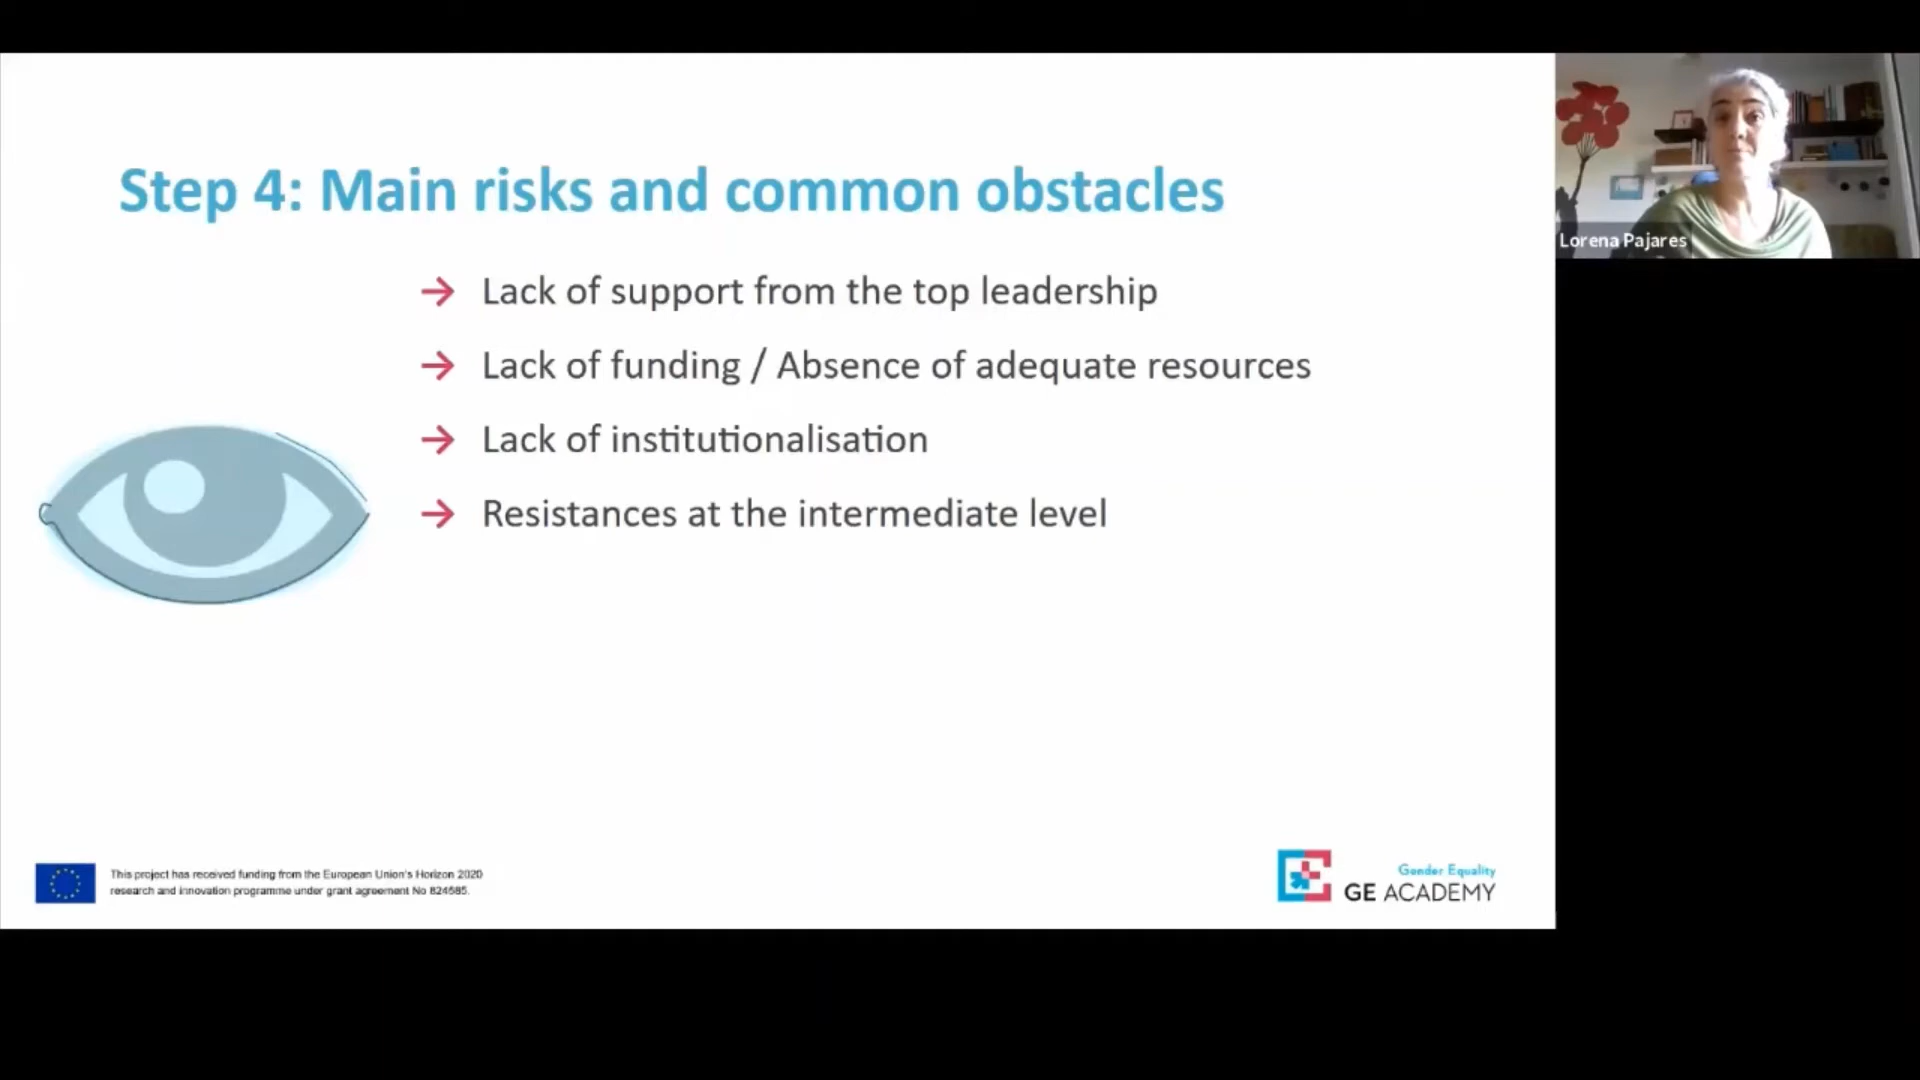 Step 4: Main risks and common obstacles
→ Lack of support from the top leadership
→ Lack of funding / Absence of adequate resources
→ Lack of institutionalisation
→ Resistances at the intermediate level
Lorena Pajares
This project has received funding from the European Union's Horizon 2020
research and innovation programme under grant agreement No 824585.
Gender Equality
GE ACADEMY